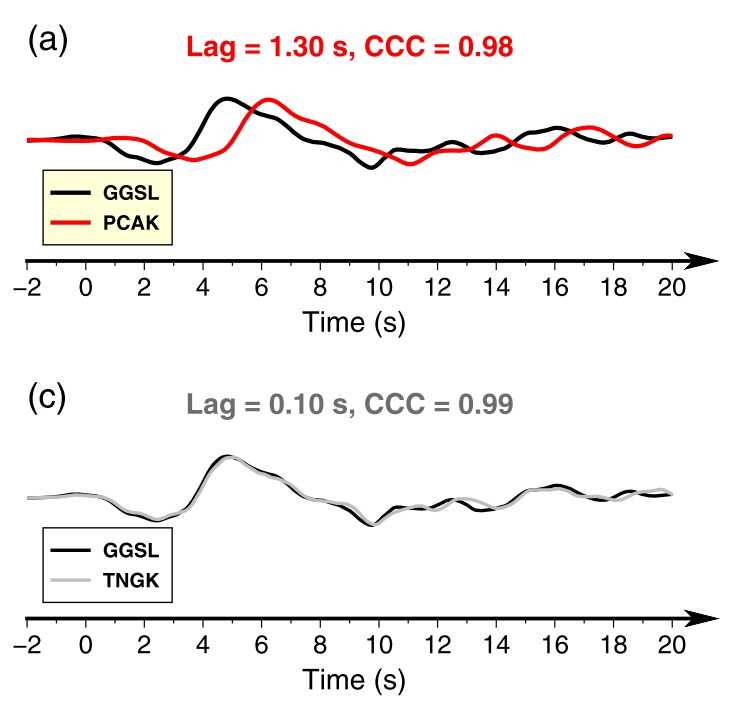 (a)
Lag = 1.30 s, CCC = 0.98
GGSL
PCAK
−2 0 2 4 6 8 10 12 14 16 18 20
Time (s)
(c)
Lag = 0.10 s, CCC = 0.99
GGSL
TNGK
−2 0 2 4 6 8 10 12 14 16 18 20
Time (s)